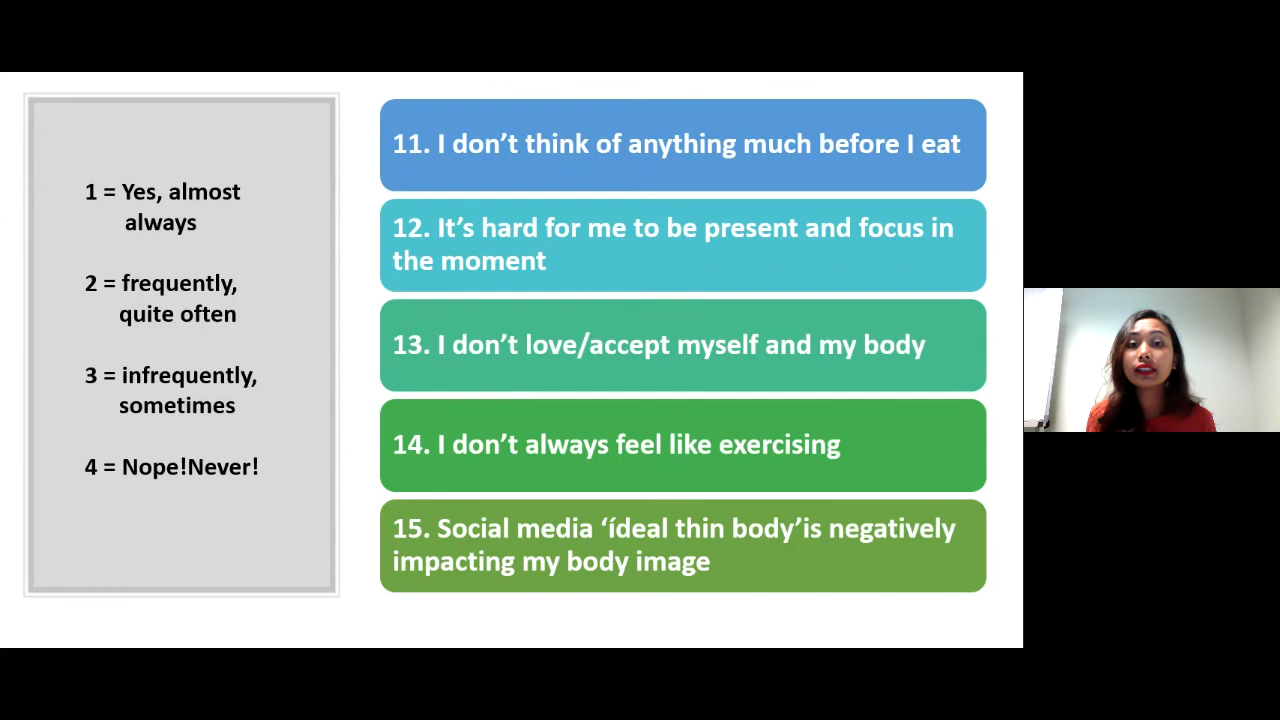 1 = Yes, almost
always
2 = frequently,
quite often
3 = infrequently,
sometimes
4 = Nope!Never!
11. I don’t think of anything much before I eat
12. It’s hard for me to be present and focus in
the moment
13. I don’t love/accept myself and my body
14. I don’t always feel like exercising
15. Social media ‘ídeal thin body’is negatively
impacting my body image